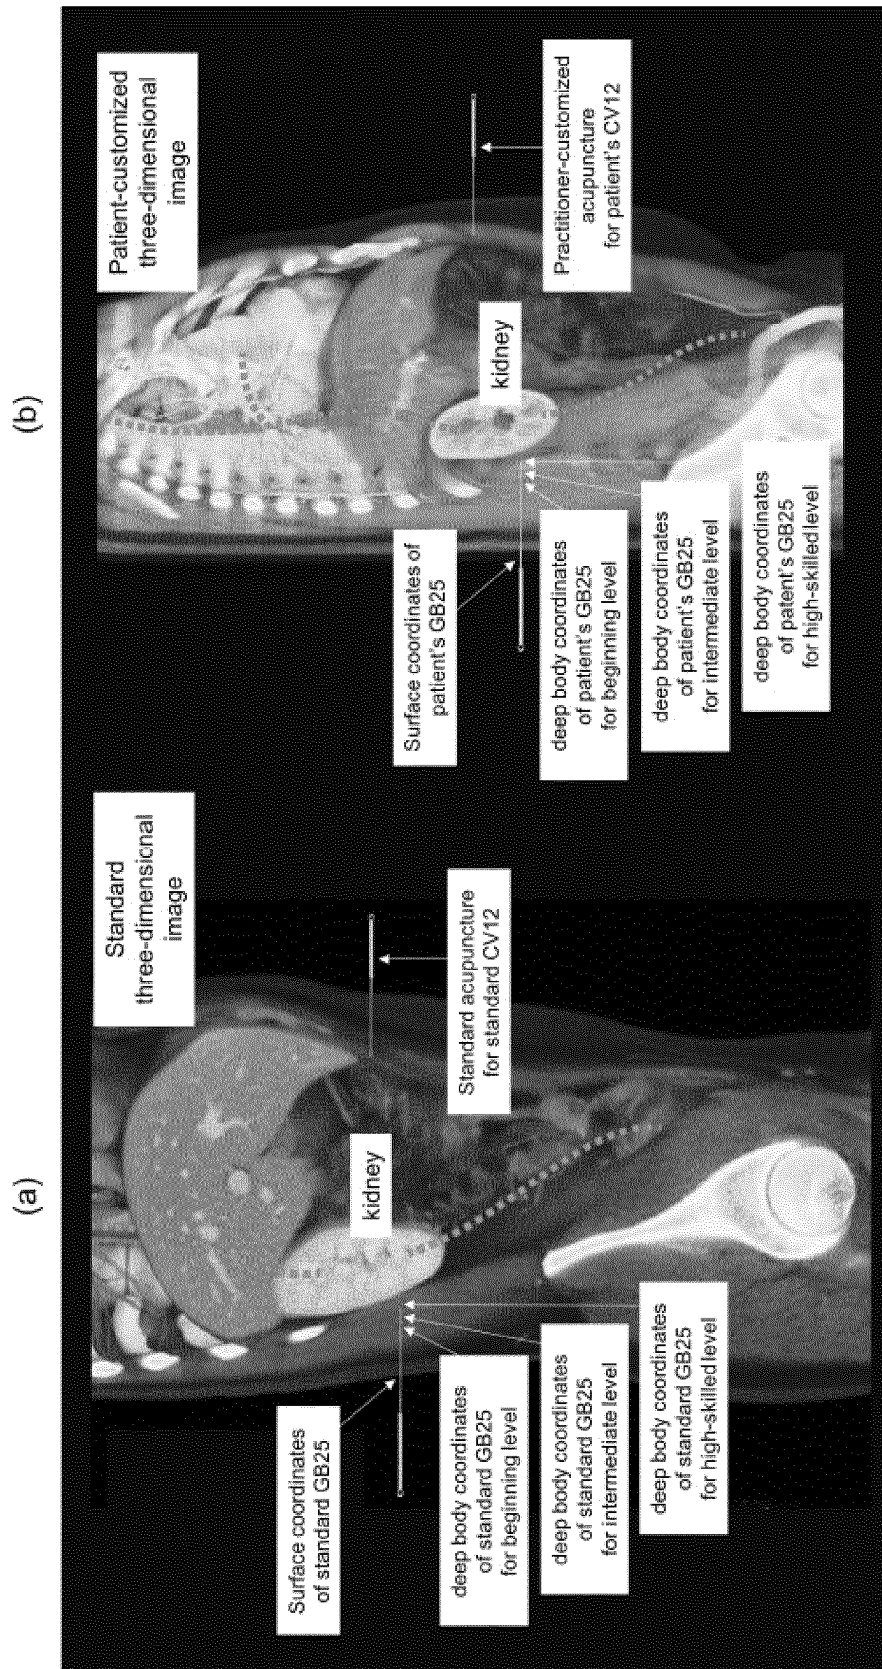 (a)
Standard
three-dimensional
image
kidney
Standard acupuncture
for standard CV12
Surface coordinates
of standard GB25
deep body coordinates
of standard GB25
for beginning level
deep body coordinates
of standard GB25
for intermediate level
deep body coordinates
of standard GB25
for high-skilled level
(b)
Patient-customized
three-dimensional
image
kidney
Practitioner-customized
acupuncture
for patient's CV12
Surface coordinates of
patient's GB25
deep body coordinates
of patient's GB25
for beginning level
deep body coordinates
of patient's GB25
for intermediate level
deep body coordinates
of patent's GB25
for high-skilled level